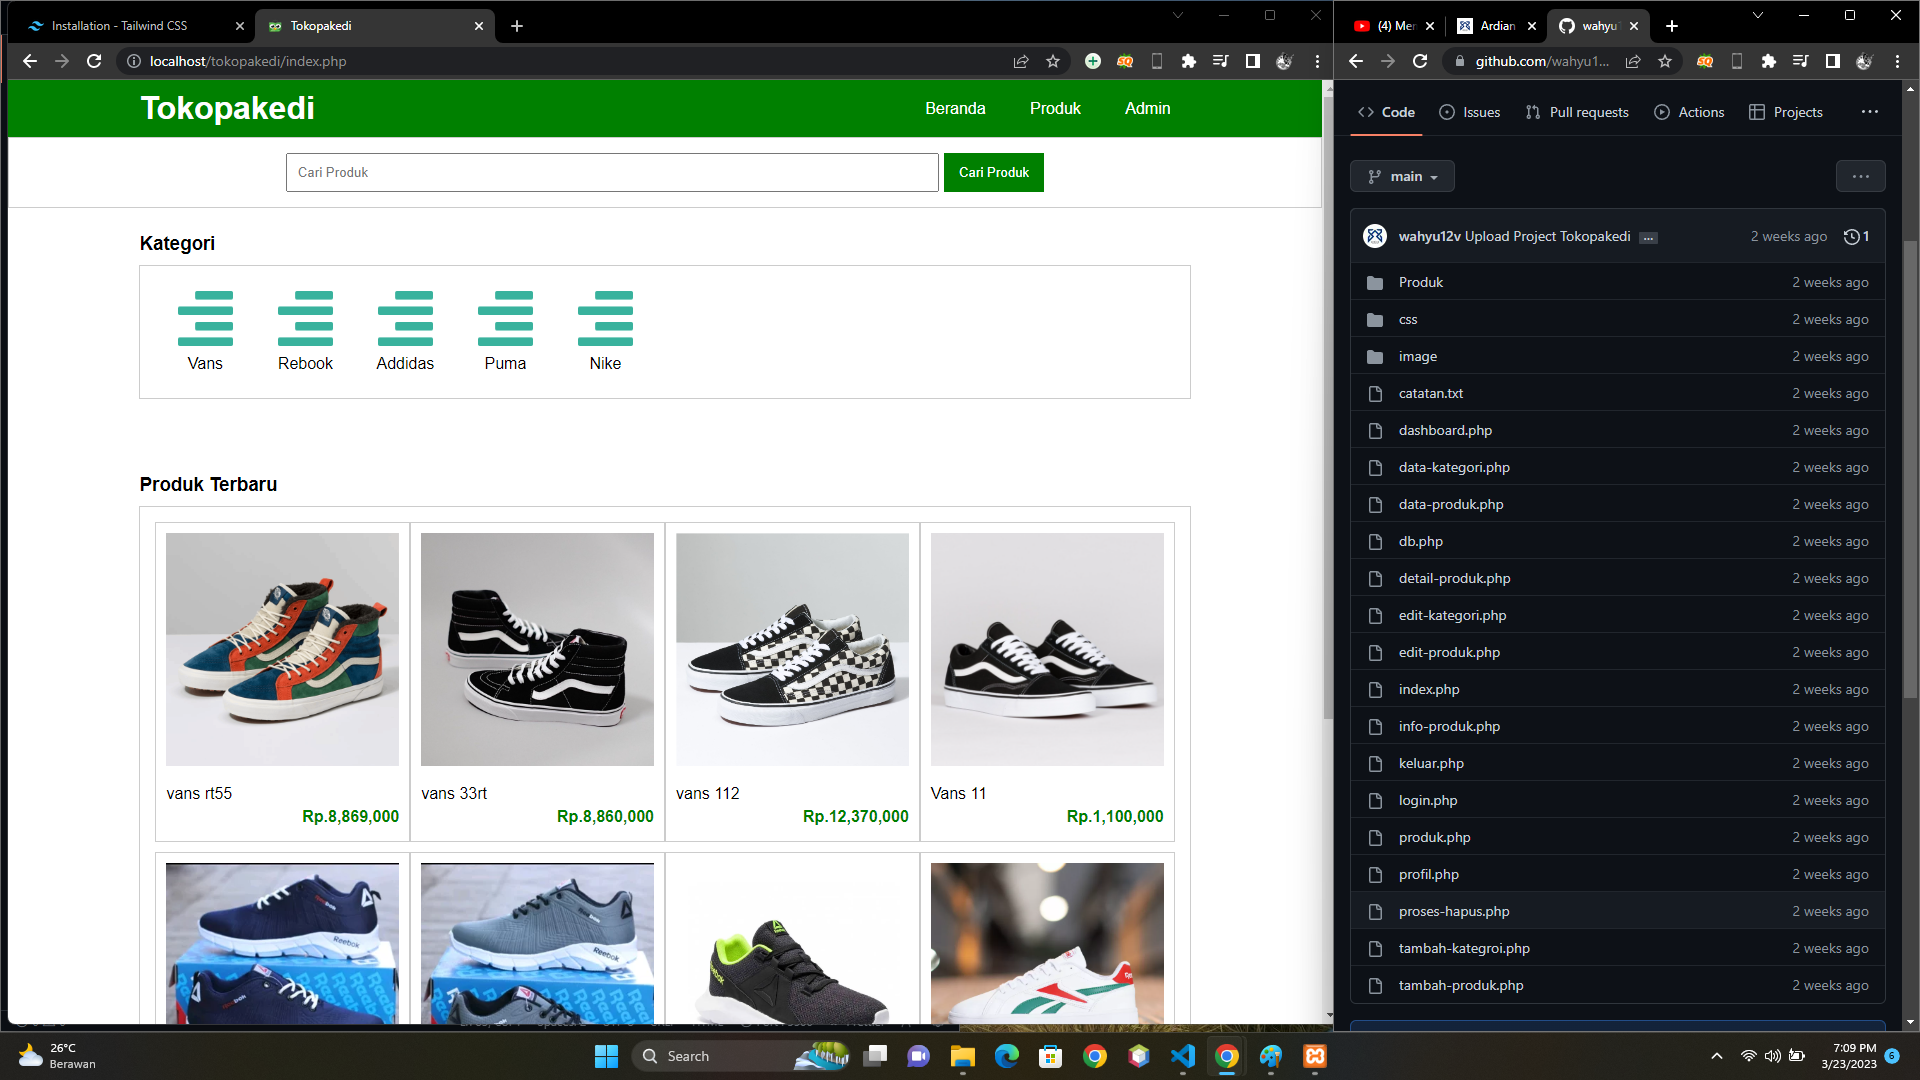 Installation - Tailwind CSS
Tokopakedi
localhost/tokopakedi/index.php
Tokopakedi
Beranda
Produk
Admin
Cari Produk
Cari Produk
Kategori
Vans
Rebook
Addidas
Puma
Nike
Produk Terbaru
vans rt55
Rp.8,869,000
vans 33rt
Rp.8,860,000
vans 112
Rp.12,370,000
Vans 11
Rp.1,100,000
Reebok
Reebok
Reebok
(4) Mer
Ardian
wahyu
github.com/wahyu1...
Code
Issues
Pull requests
Actions
Projects
main
wahyu12v Upload Project Tokopakedi ...
2 weeks ago
1
Produk 2 weeks ago
css 2 weeks ago
image 2 weeks ago
catatan.txt 2 weeks ago
dashboard.php 2 weeks ago
data-kategori.php 2 weeks ago
data-produk.php 2 weeks ago
db.php 2 weeks ago
detail-produk.php 2 weeks ago
edit-kategori.php 2 weeks ago
edit-produk.php 2 weeks ago
index.php 2 weeks ago
info-produk.php 2 weeks ago
keluar.php 2 weeks ago
login.php 2 weeks ago
produk.php 2 weeks ago
profil.php 2 weeks ago
proses-hapus.php 2 weeks ago
tambah-kategroi.php 2 weeks ago
tambah-produk.php 2 weeks ago
26°C
Berawan
Search
7:09 PM
3/23/2023
6